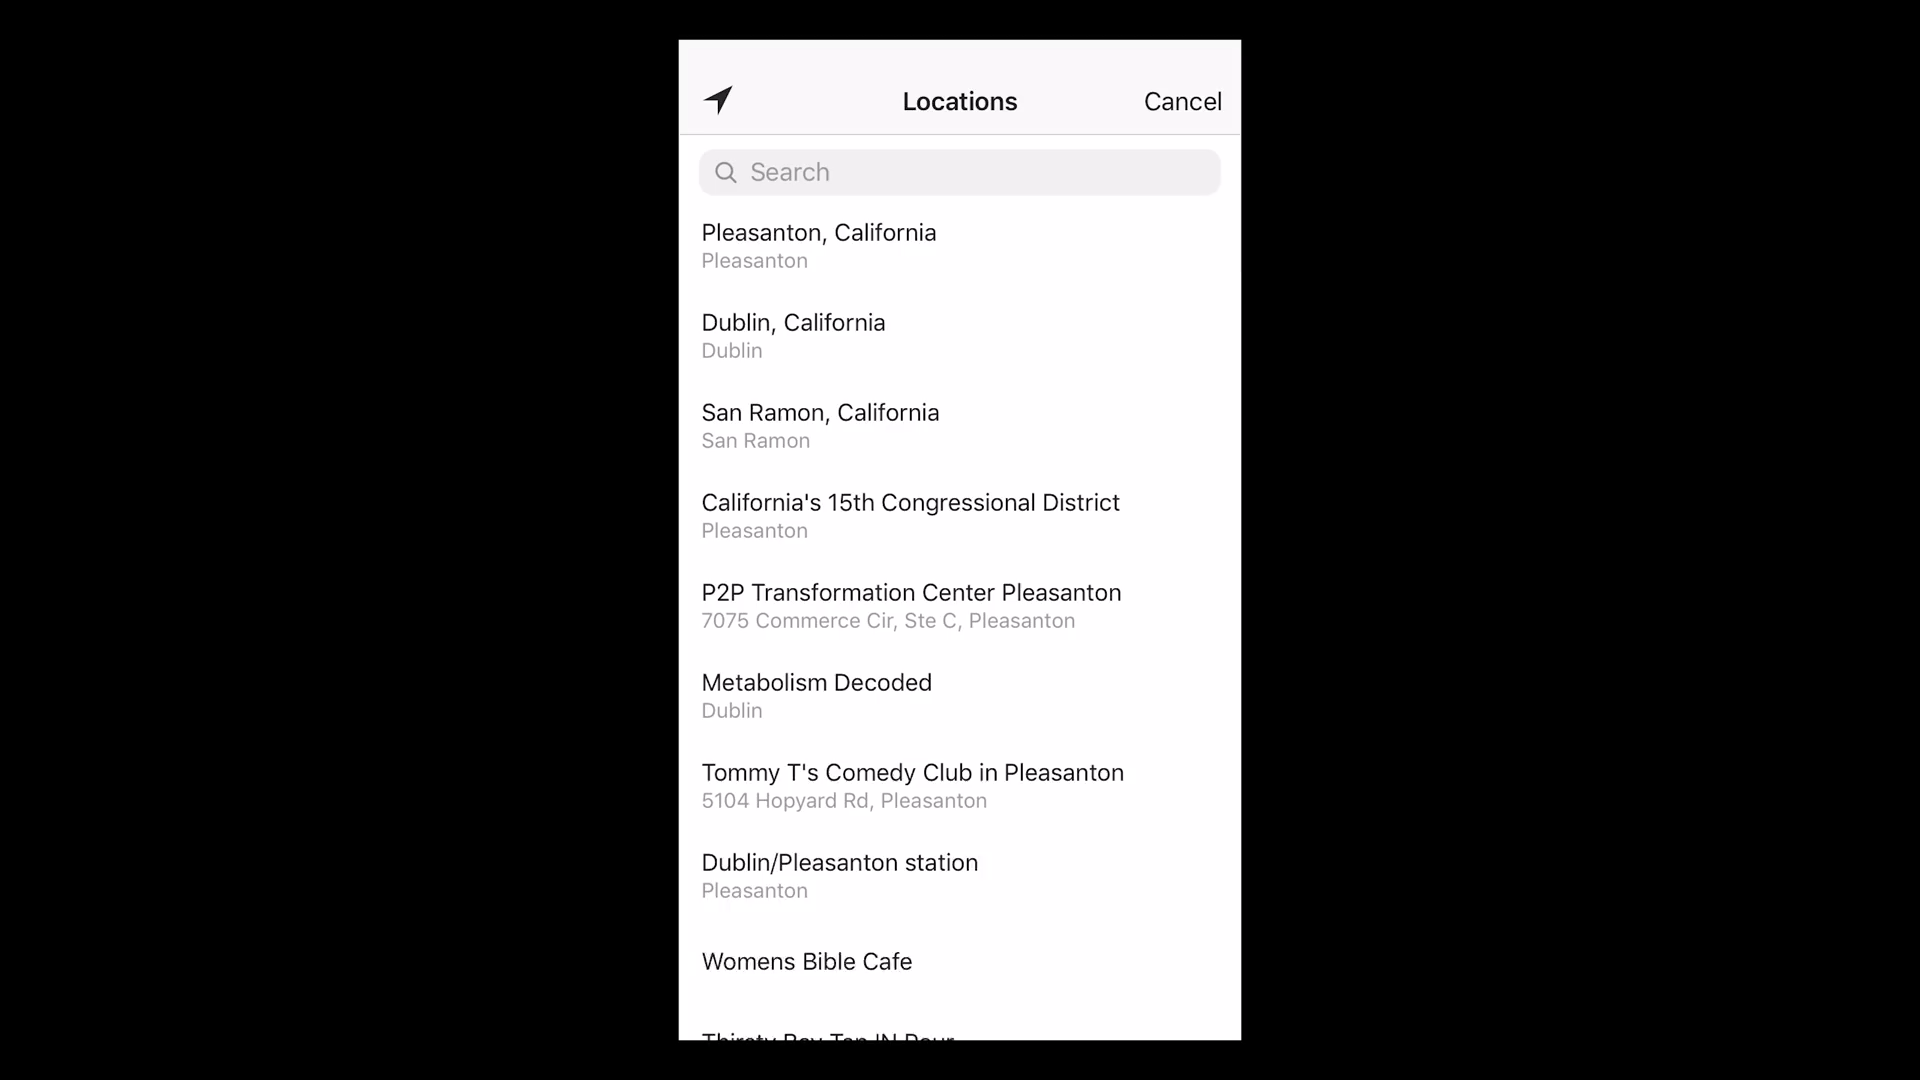 Locations
Cancel
Search
Pleasanton, California
Pleasanton
Dublin, California
Dublin
San Ramon, California
San Ramon
California's 15th Congressional District
Pleasanton
P2P Transformation Center Pleasanton
7075 Commerce Cir, Ste C, Pleasanton
Metabolism Decoded
Dublin
Tommy T's Comedy Club in Pleasanton
5104 Hopyard Rd, Pleasanton
Dublin/Pleasanton station
Pleasanton
Womens Bible Cafe